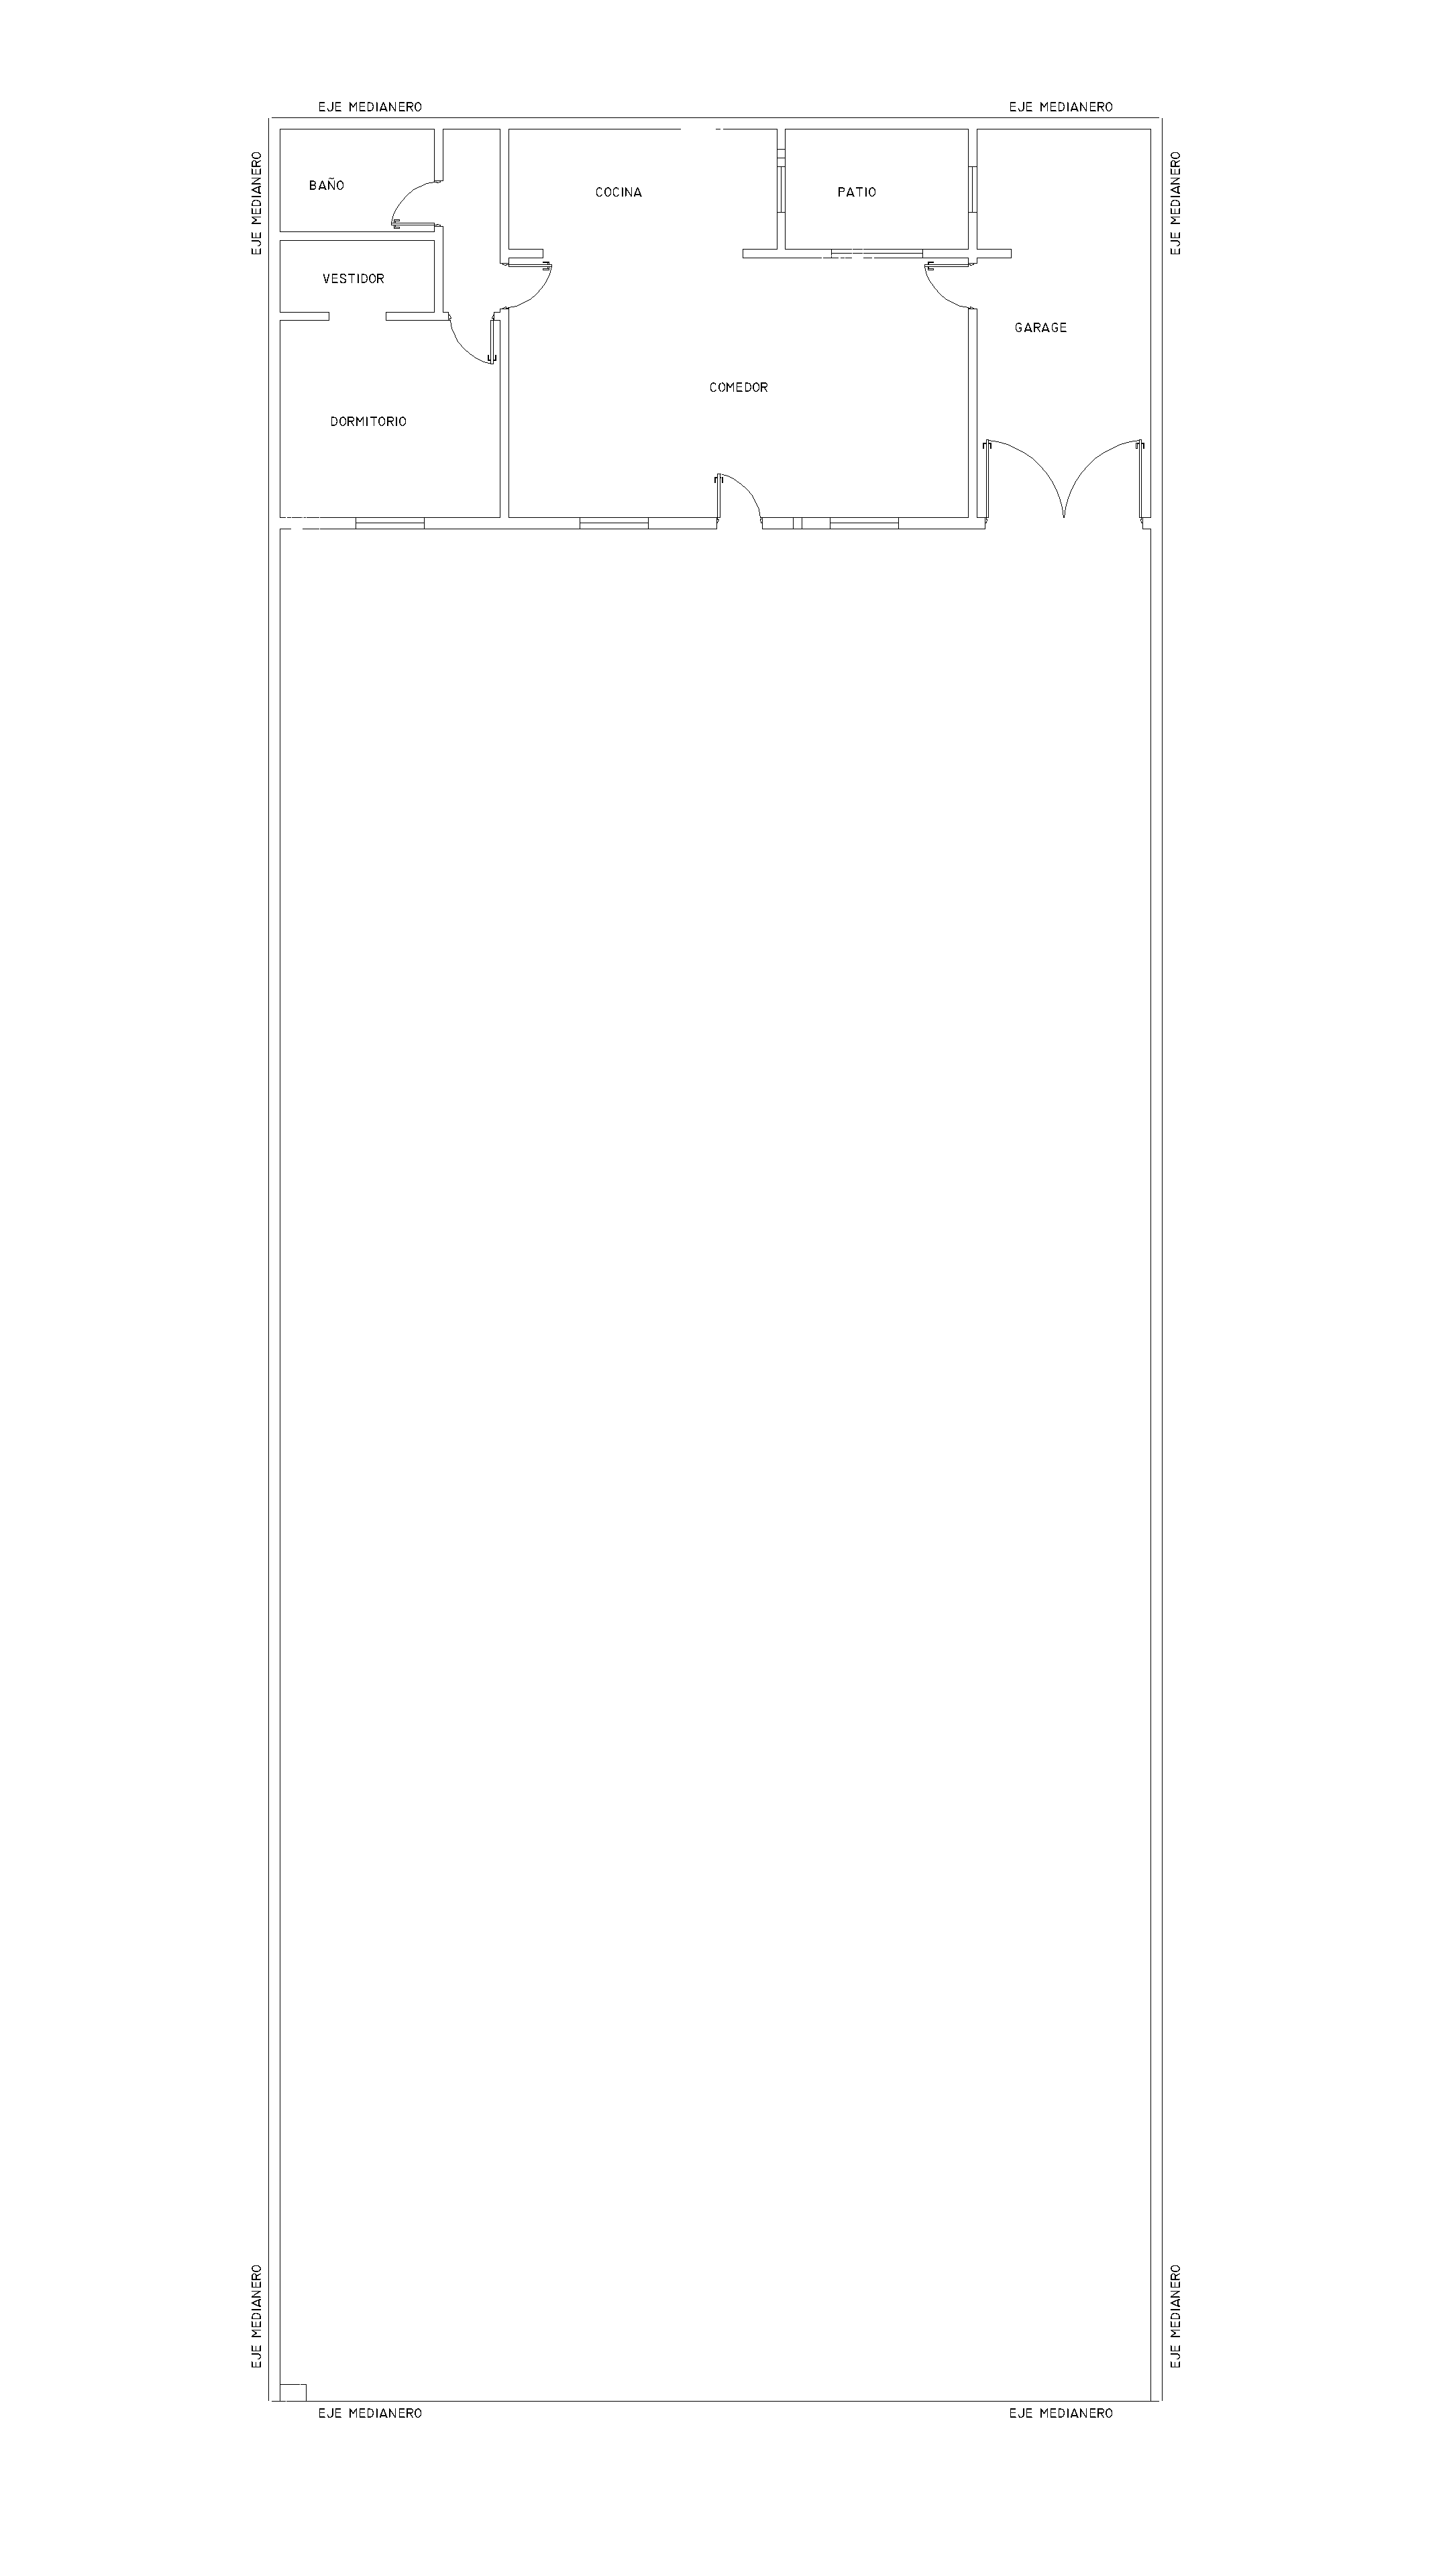 EJE MEDIANERO
EJE MEDIANERO
EJE MEDIANERO
EJE MEDIANERO
BAÑO
COCINA
PATIO
VESTIDOR
GARAGE
COMEDOR
DORMITORIO
EJE MEDIANERO
EJE MEDIANERO
EJE MEDIANERO
EJE MEDIANERO